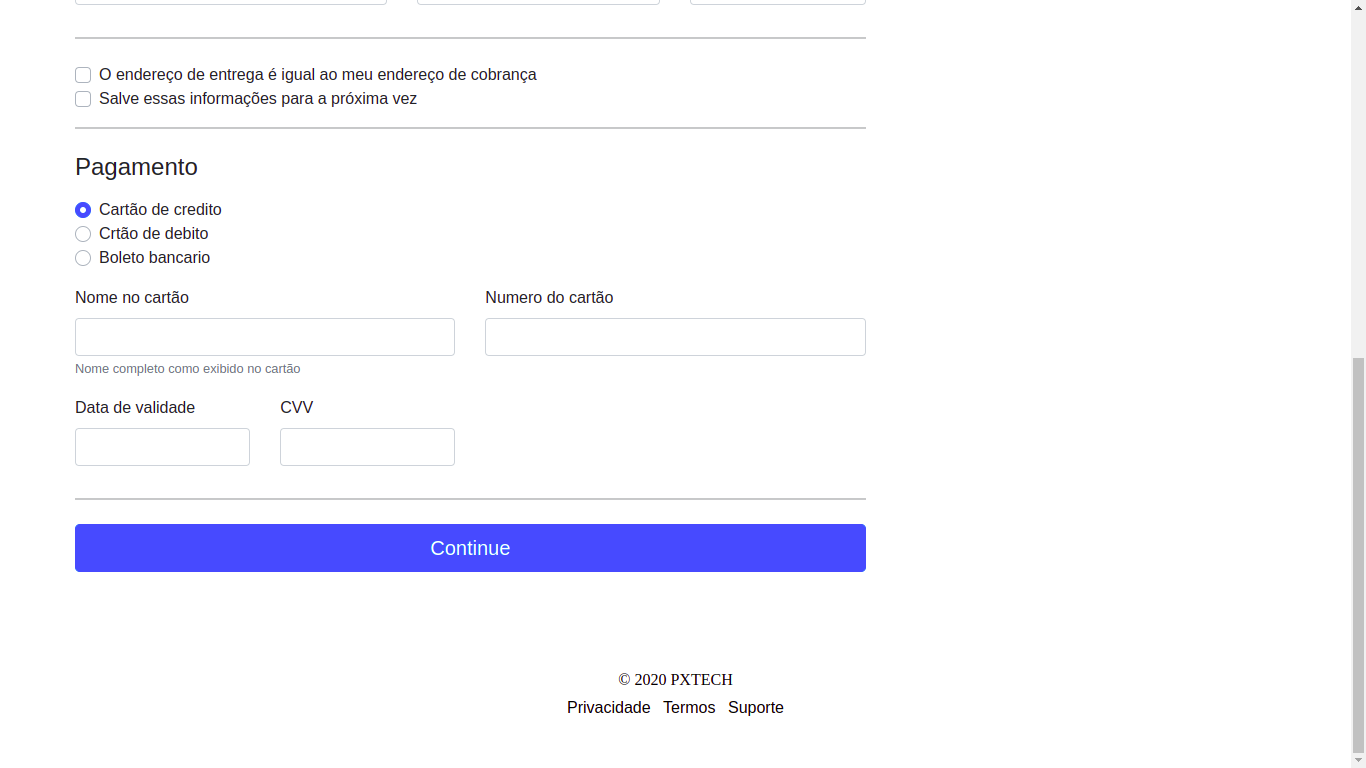 O endereço de entrega é igual ao meu endereço de cobrança
Salve essas informações para a próxima vez
Pagamento
Cartão de credito
Crtão de debito
Boleto bancario
Nome no cartão Numero do cartão
Nome completo como exibido no cartão
Data de validade CVV
Continue
© 2020 PXTECH
Privacidade Termos Suporte